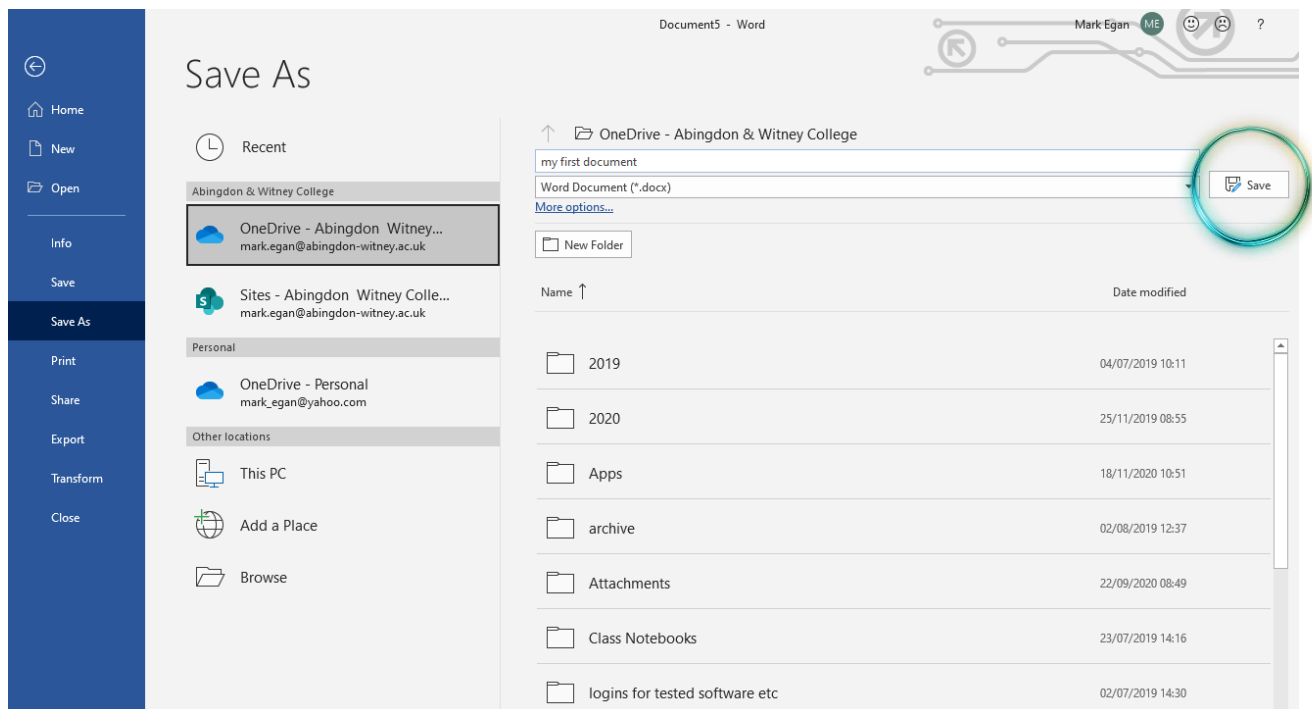 Document5 - Word
Mark Egan ME ?
Save As
Home
New
Open
Info
Save
Save As
Print
Share
Export
Transform
Close
Recent
Abingdon & Witney College
OneDrive - Abingdon Witney...
mark.egan@abingdon-witney.ac.uk
S
Sites - Abingdon Witney Colle...
mark.egan@abingdon-witney.ac.uk
Personal
OneDrive - Personal
mark_egan@yahoo.com
Other locations
This PC
Add a Place
Browse
OneDrive - Abingdon & Witney College
my first document
Word Document (*.docx)
Save
More options...
New Folder
Name Date modified
2019 04/07/2019 10:11
2020 25/11/2019 08:55
Apps 18/11/2020 10:51
archive 02/08/2019 12:37
Attachments 22/09/2020 08:49
Class Notebooks 23/07/2019 14:16
logins for tested software etc 02/07/2019 14:30